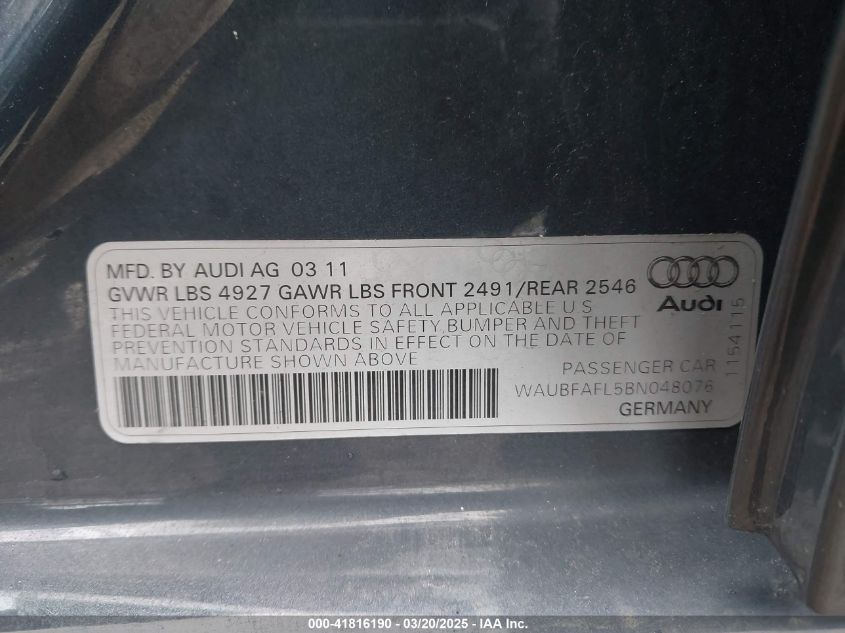 MFD. BY AUDI AG 03 11
GVWR LBS 4927 GAWR LBS FRONT 2491/REAR 2546
THIS VEHICLE CONFORMS TO ALL APPLICABLE U S
FEDERAL MOTOR VEHICLE SAFETY, BUMPER AND THEFT
PREVENTION STANDARDS IN EFFECT ON THE DATE OF
MANUFACTURE SHOWN ABOVE
Audi
1154115
PASSENGER CAR
WAUBFAFL5BN048076
GERMANY
000-41816190 - 03/20/2025 - IAA Inc.